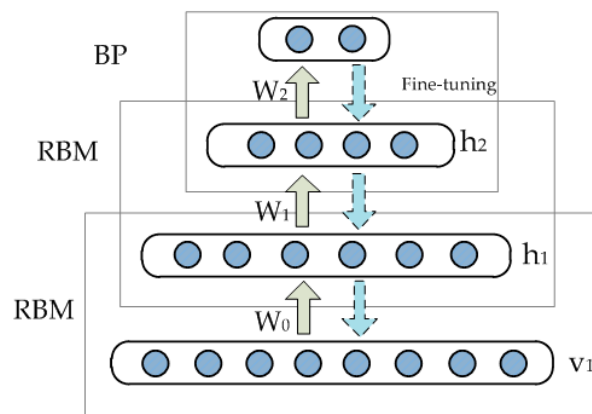 BP
W2
Fine-tuning
RBM
h2
W1
h1
RBM
W0
v1